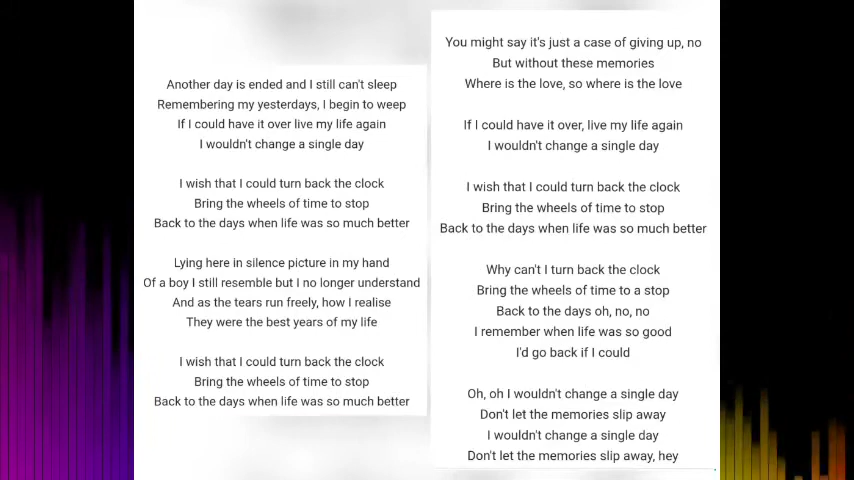 Another day is ended and I still can't sleep
Remembering my yesterdays, I begin to weep
If I could have it over live my life again
I wouldn't change a single day
I wish that I could turn back the clock
Bring the wheels of time to stop
Back to the days when life was so much better
Lying here in silence picture in my hand
Of a boy I still resemble but I no longer understand
And as the tears run freely, how I realise
They were the best years of my life
I wish that I could turn back the clock
Bring the wheels of time to stop
Back to the days when life was so much better
You might say it's just a case of giving up, no
But without these memories
Where is the love, so where is the love
If I could have it over, live my life again
I wouldn't change a single day
I wish that I could turn back the clock
Bring the wheels of time to stop
Back to the days when life was so much better
Why can't I turn back the clock
Bring the wheels of time to a stop
Back to the days oh, no, no
I remember when life was so good
I'd go back if I could
Oh, oh I wouldn't change a single day
Don't let the memories slip away
I wouldn't change a single day
Don't let the memories slip away, hey